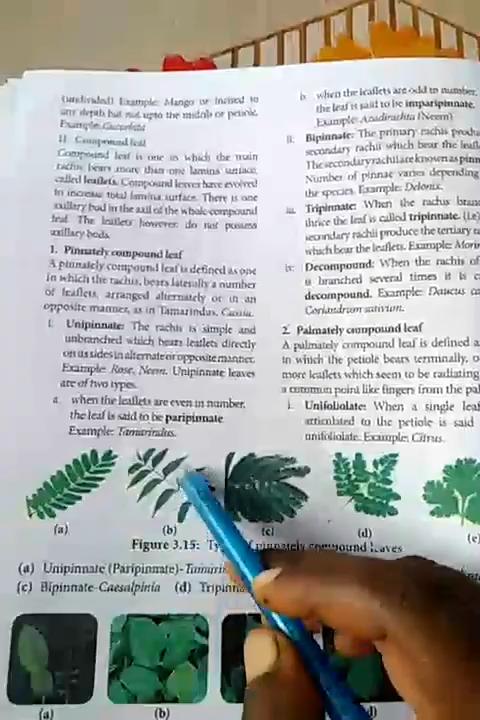 (undivided) Example: Mango or incised to
any depth but not upto the midrib or petiole.
Example: Cucurbita
II. Compound leaf
Compound leaf is one in which the main
rachis bears more than one lamina surface,
called leaflets. Compound leaves have evolved
to increase total lamina surface. There is one
axillary bud in the axil of the whole compound
leaf. The leaflets however, do not possess
axillary buds.
1. Pinnately compound leaf
A pinnately compound leaf is defined as one
in which the rachis, bears laterally a number
of leaflets, arranged alternately or in an
opposite manner, as in Tamarindus, Cassia.
i. Unipinnate: The rachis is simple and
unbranched which bears leaflets directly
on its sides in alternate or opposite manner.
Example: Rose, Neem. Unipinnate leaves
are of two types.
a. when the leaflets are even in number,
the leaf is said to be paripinnate.
Example: Tamarindus.
b. when the leaflets are odd in number,
the leaf is said to be imparipinnate.
Example: Azadirachta (Neem)
ii. Bipinnate: The primary rachis
secondary rachii which bear the
The secondary rachii are known as
Number of pinnae varies depending
the species. Example: Delonix.
iii. Tripinnate: When the rachis
thrice the leaf is called tripinnate. (i.e)
secondary rachii produce the tertiary
which bear the leaflets. Example:
iv. Decompound: When the rachis of
is branched several times it is
decompound. Example: Daucus
Coriandrum sativum.
2. Palmately compound leaf
A palmately compound leaf is defined a
in which the petiole bears terminally,
more leaflets which seem to be radiating
a common point like fingers from the
i. Unifoliolate: When a single
articulated to the petiole is said
unifoliolate. Example: Citrus.
(a) (b) (c) (d) (e)
Figure 3.15: pinnately compound leaves
(a) Unipinnate (Paripinnate)-
(c) Bipinnate-Caesalpinia (d)
(a) (b) d)